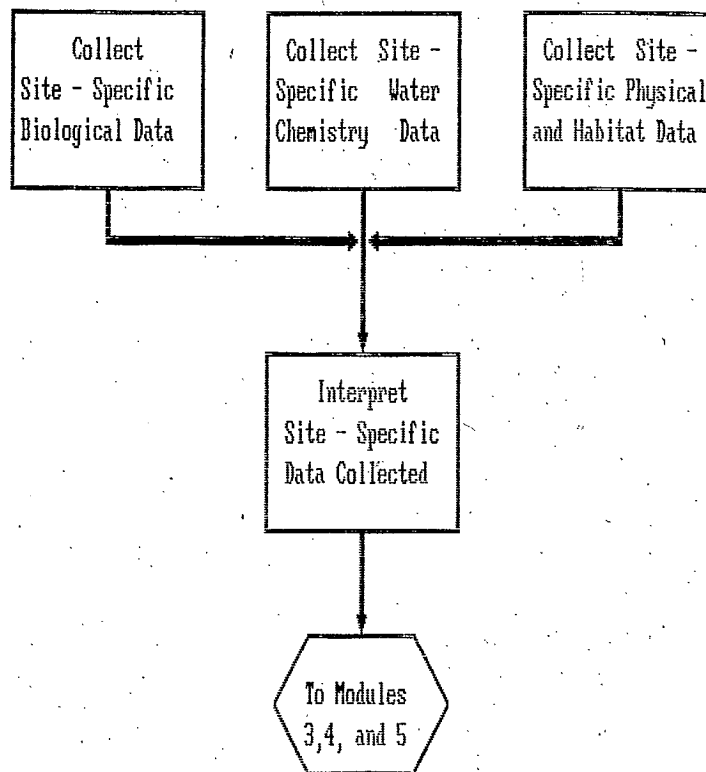 Collect
Site - Specific
Biological Data
Collect Site -
Specific Water
Chemistry Data
Collect Site -
Specific Physical
and Habitat Data
Interpret
Site - Specific
Data Collected
To Modules
3,4, and 5